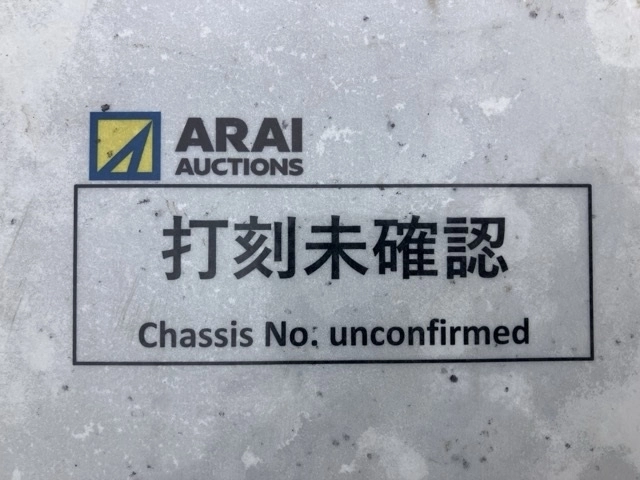 ARAI
AUCTIONS
打刻未確認
Chassis No. unconfirmed